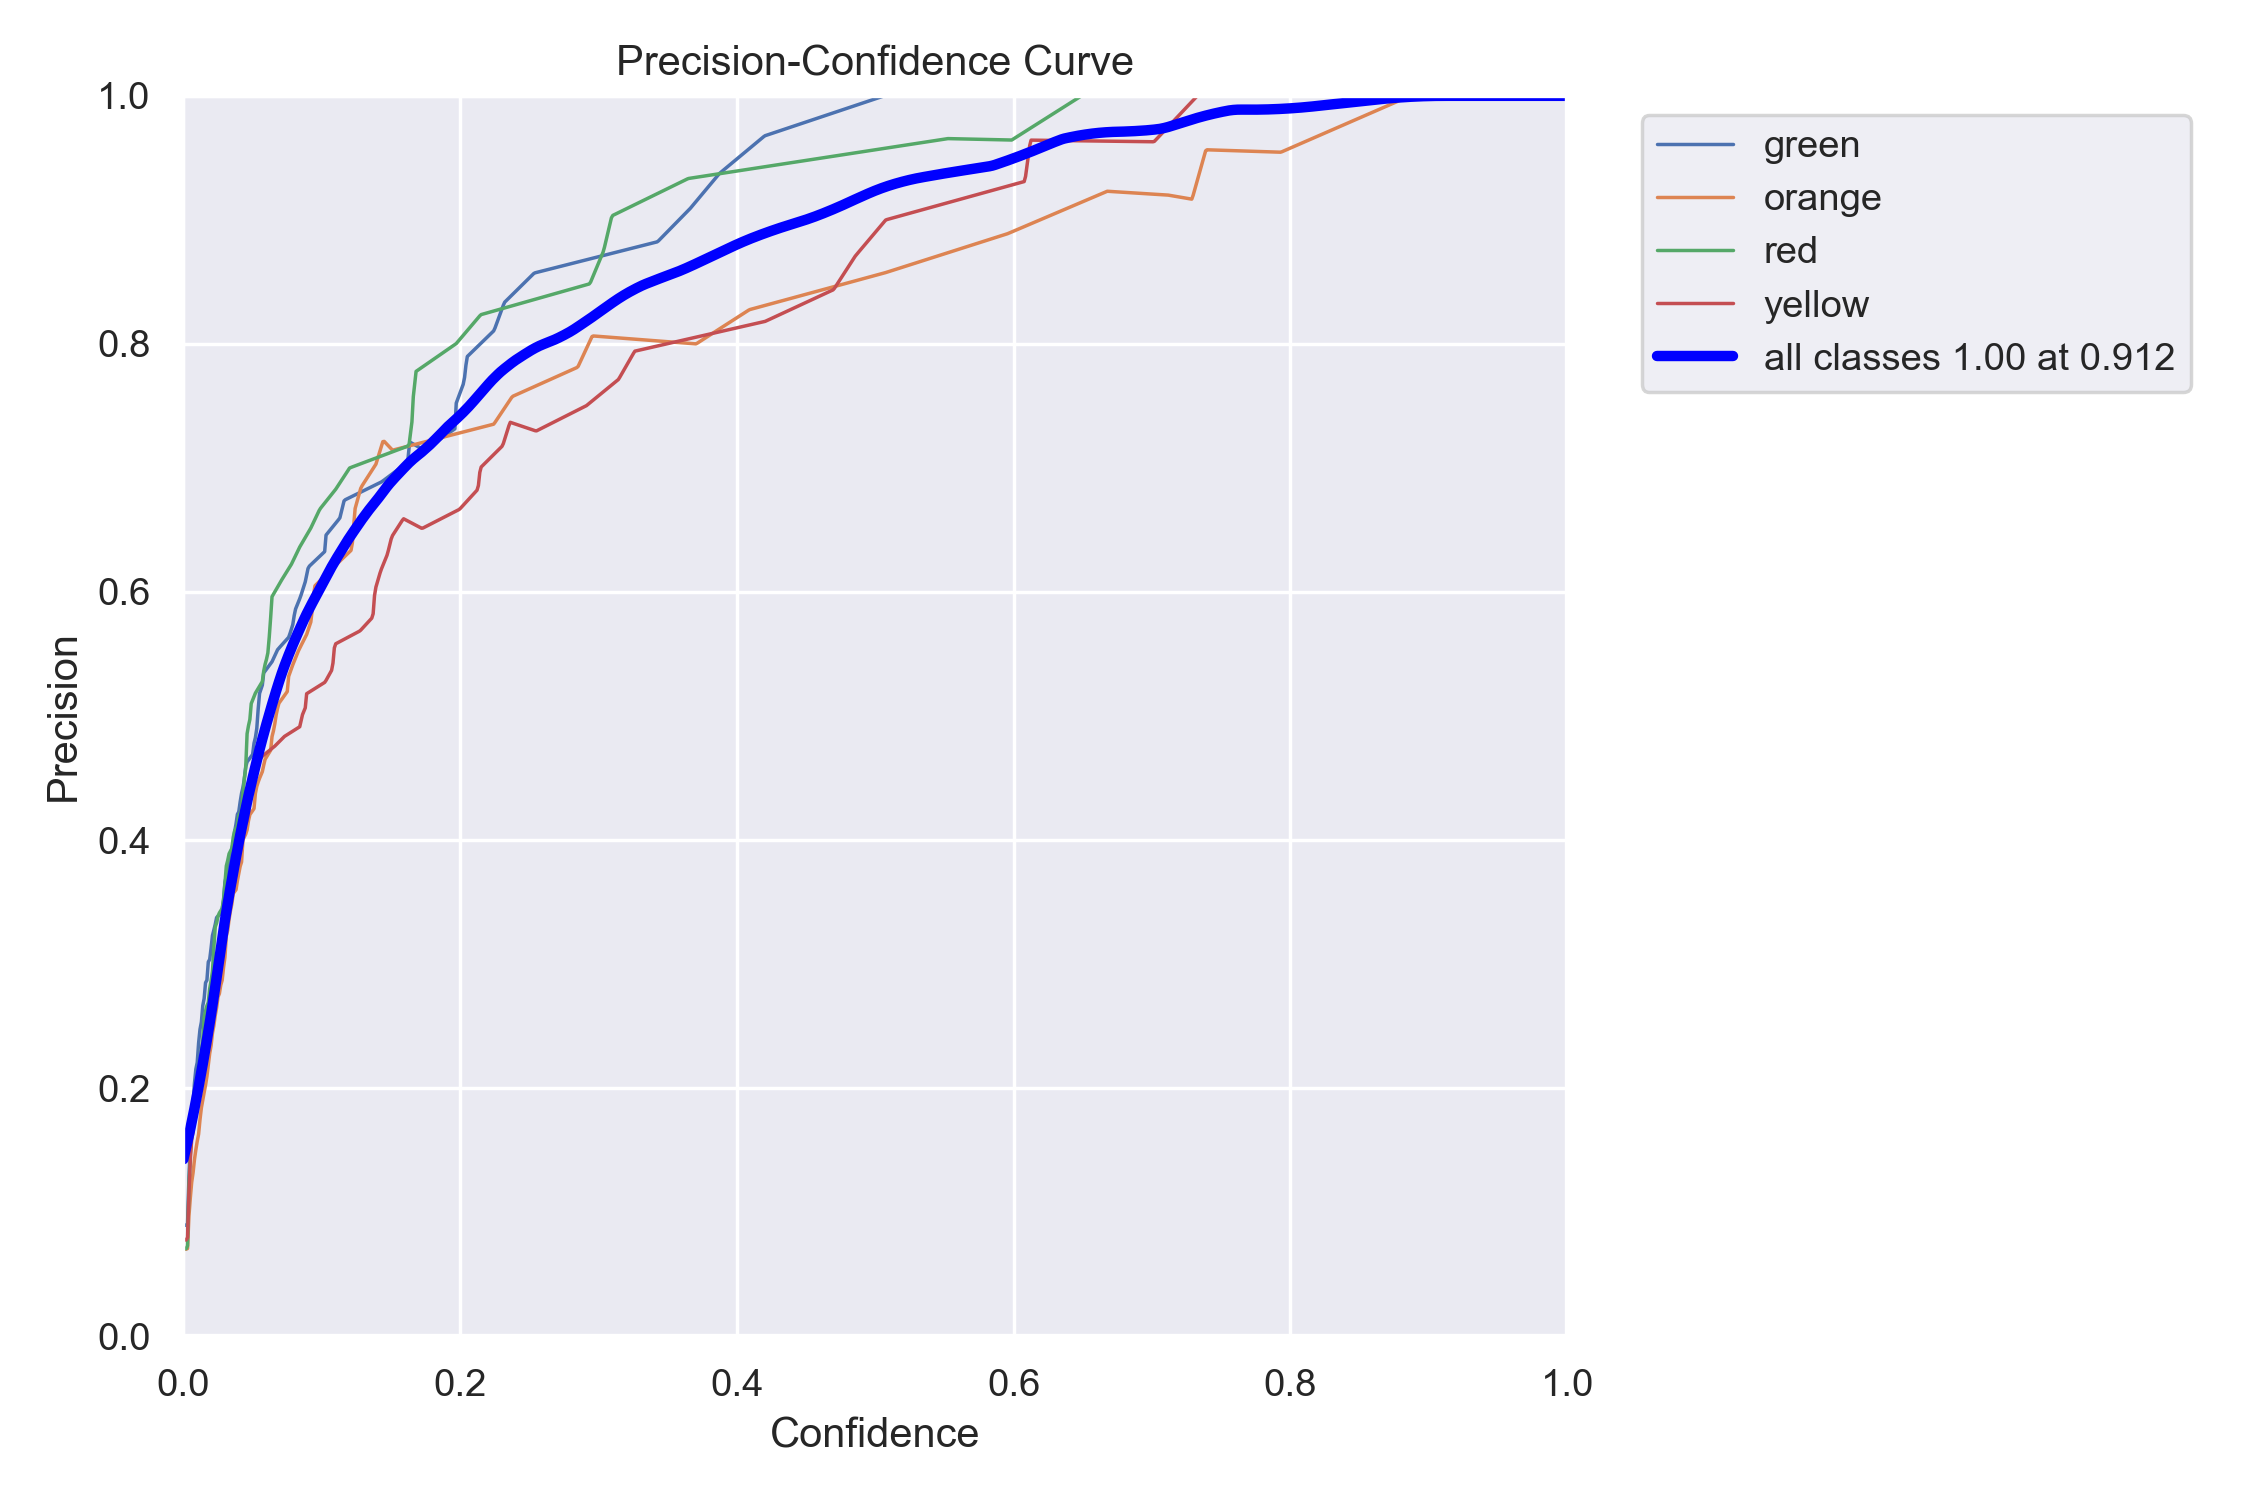 Precision-Confidence Curve
1.0
0.8
0.6
0.4
0.2
0.0
Precision
0.0 0.2 0.4 0.6 0.8 1.0
Confidence
green
orange
red
yellow
all classes 1.00 at 0.912